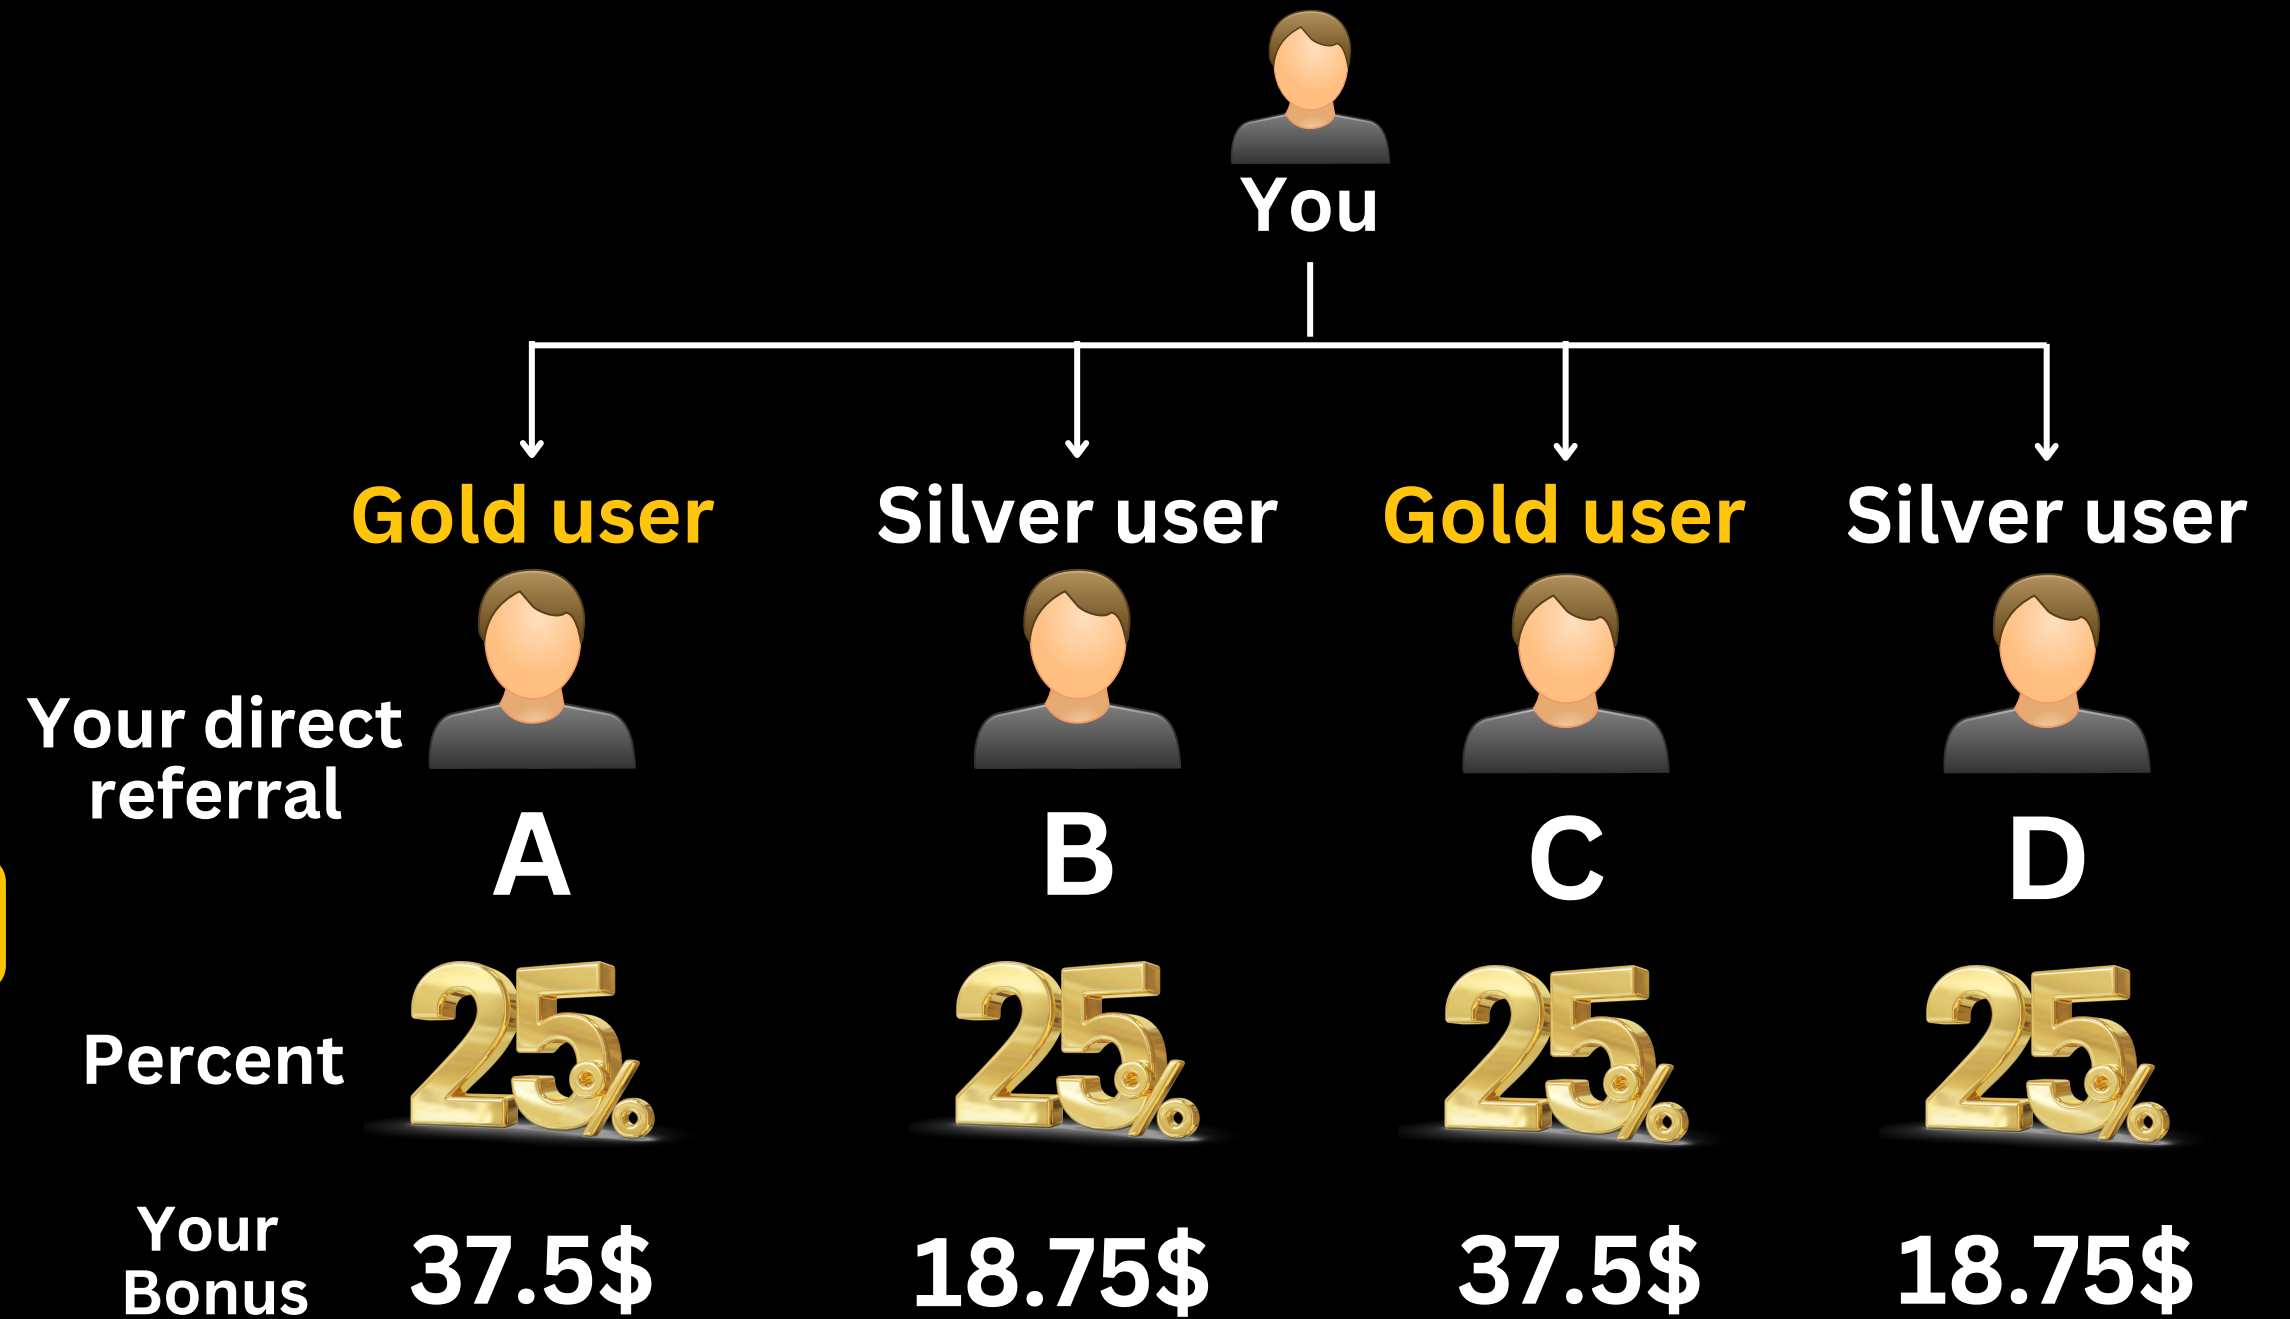 You
Gold user
Silver user
Gold user
Silver user
Your direct
referral
A
B
C
D
Percent
25%
25%
25%
25%
Your
Bonus
37.5$
18.75$
37.5$
18.75$